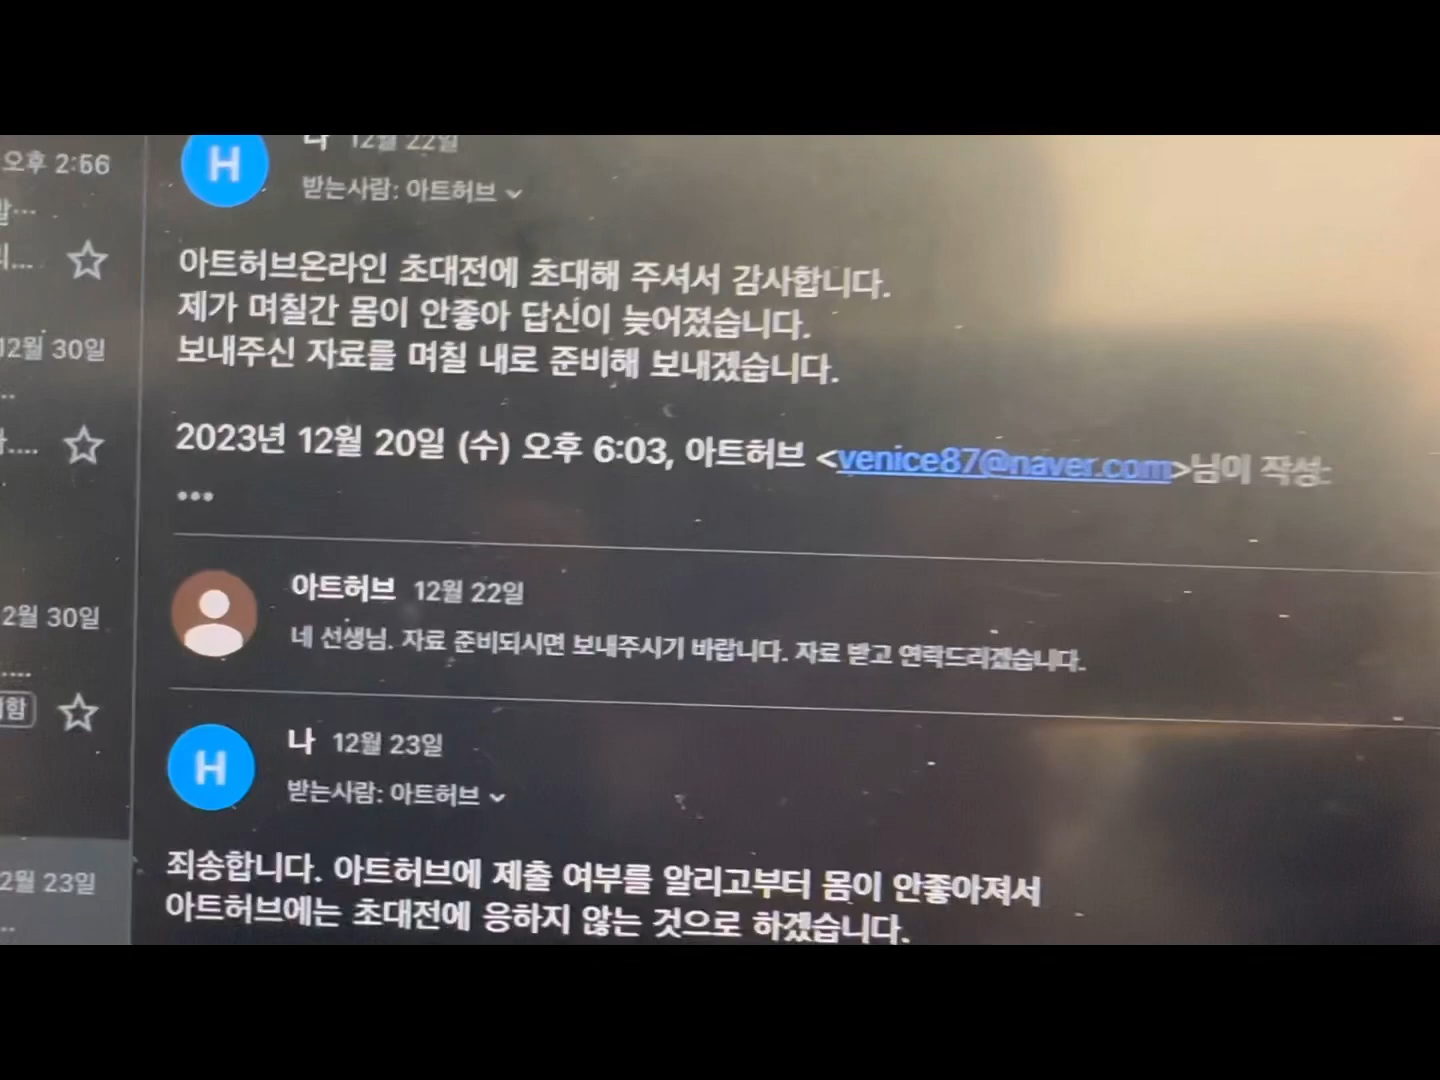 오후 2:56
나 12월 22일
H
받는사람: 아트허브
아트허브온라인 초대전에 초대해 주셔서 감사합니다.
제가 며칠간 몸이 안좋아 답신이 늦어졌습니다.
12월 30일
보내주신 자료를 며칠 내로 준비해 보내겠습니다.
2023년 12월 20일 (수) 오후 6:03, 아트허브 <venice87@naver.com>님이 작성:
•••
아트허브 12월 22일
2월 30일
네 선생님. 자료 준비되시면 보내주시기 바랍니다. 자료 받고 연락드리겠습니다.
나 12월 23일
H
받는사람: 아트허브
2월 23일
죄송합니다. 아트허브에 제출 여부를 알리고부터 몸이 안좋아져서
아트허브에는 초대전에 응하지 않는 것으로 하겠습니다.